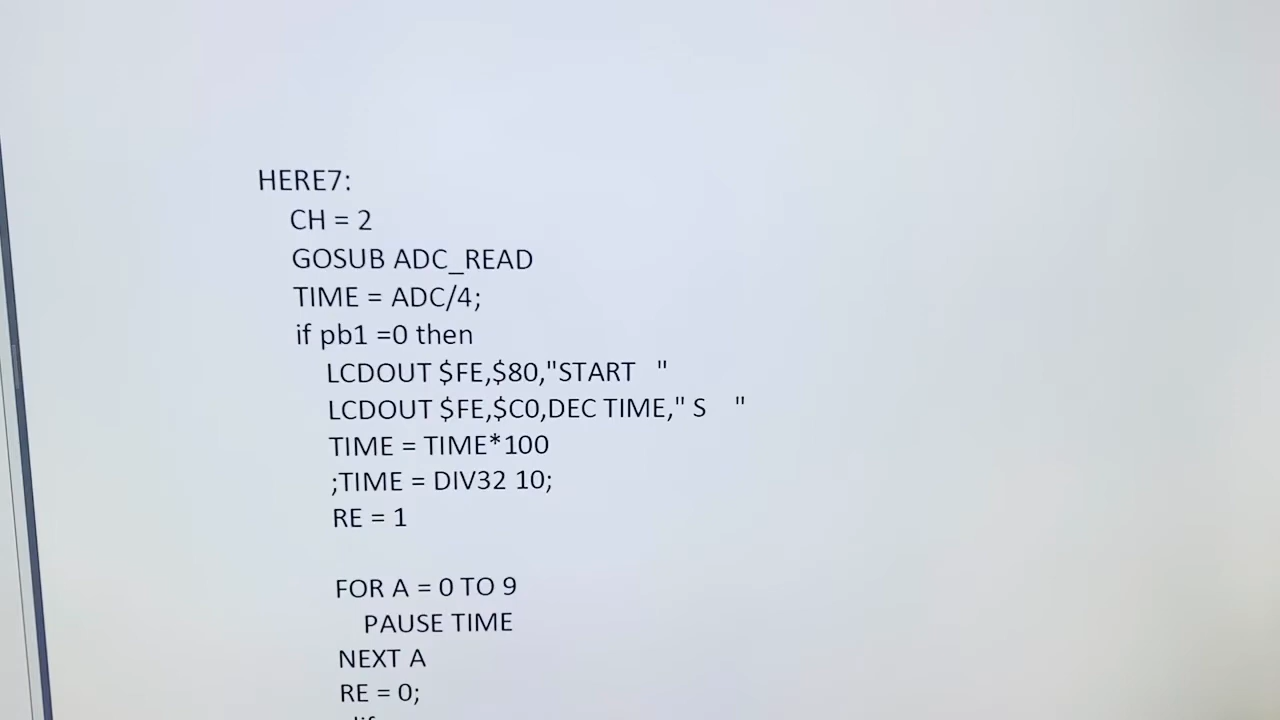 HERE7:
CH = 2
GOSUB ADC_READ
TIME = ADC/4;
if pb1 =0 then
LCDOUT $FE,$80,"START   "
LCDOUT $FE,$C0,DEC TIME," S    "
TIME = TIME*100
;TIME = DIV32 10;
RE = 1
FOR A = 0 TO 9
PAUSE TIME
NEXT A
RE = 0;